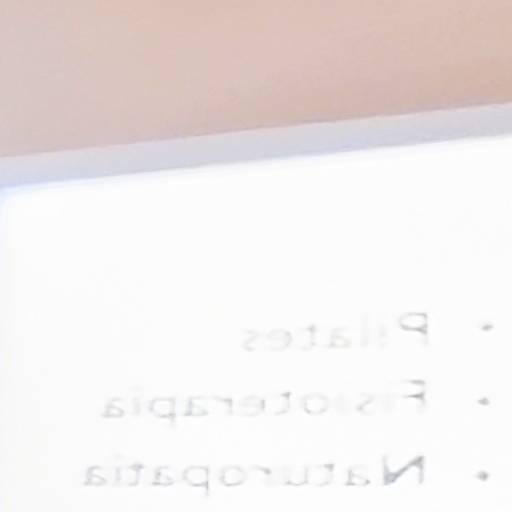 • Pilates
• Fisioterapia
• Naturopatia